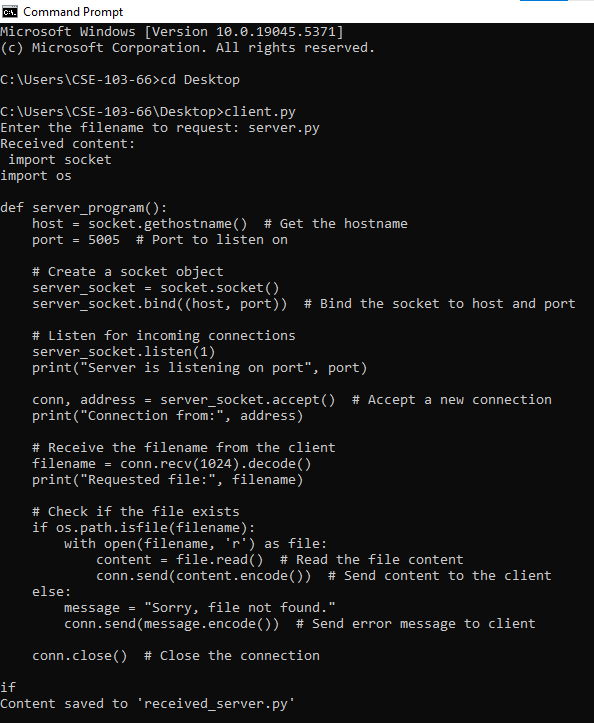 Command Prompt
Microsoft Windows [Version 10.0.19045.5371]
(c) Microsoft Corporation. All rights reserved.
C:\Users\CSE-103-66>cd Desktop
C:\Users\CSE-103-66\Desktop>client.py
Enter the filename to request: server.py
Received content:
 import socket
import os
def server_program():
    host = socket.gethostname()  # Get the hostname
    port = 5005  # Port to listen on
    # Create a socket object
    server_socket = socket.socket()
    server_socket.bind((host, port))  # Bind the socket to host and port
    # Listen for incoming connections
    server_socket.listen(1)
    print("Server is listening on port", port)
    conn, address = server_socket.accept()  # Accept a new connection
    print("Connection from:", address)
    # Receive the filename from the client
    filename = conn.recv(1024).decode()
    print("Requested file:", filename)
    # Check if the file exists
    if os.path.isfile(filename):
        with open(filename, 'r') as file:
            content = file.read()  # Read the file content
            conn.send(content.encode())  # Send content to the client
    else:
        message = "Sorry, file not found."
        conn.send(message.encode())  # Send error message to client
    conn.close()  # Close the connection
if
Content saved to 'received_server.py'